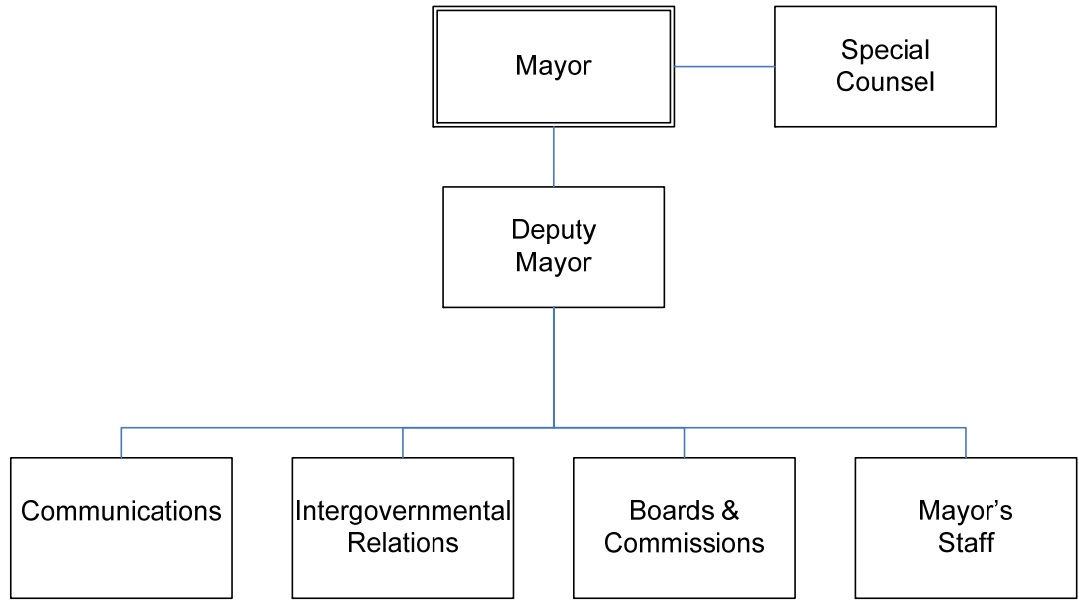 Mayor
Special
Counsel
Deputy
Mayor
Communications
Intergovernmental
Relations
Boards &
Commissions
Mayor’s
Staff